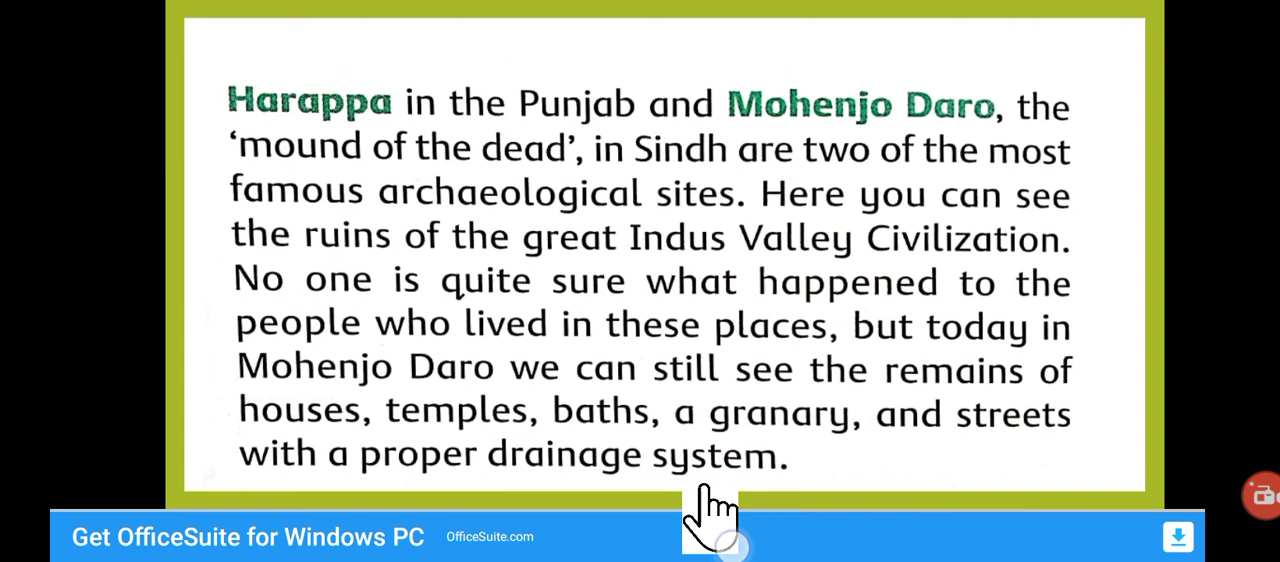 Harappa in the Punjab and Mohenjo Daro, the
‘mound of the dead’, in Sindh are two of the most
famous archaeological sites. Here you can see
the ruins of the great Indus Valley Civilization.
No one is quite sure what happened to the
people who lived in these places, but today in
Mohenjo Daro we can still see the remains of
houses, temples, baths, a granary, and streets
with a proper drainage system.
Get OfficeSuite for Windows PC OfficeSuite.com